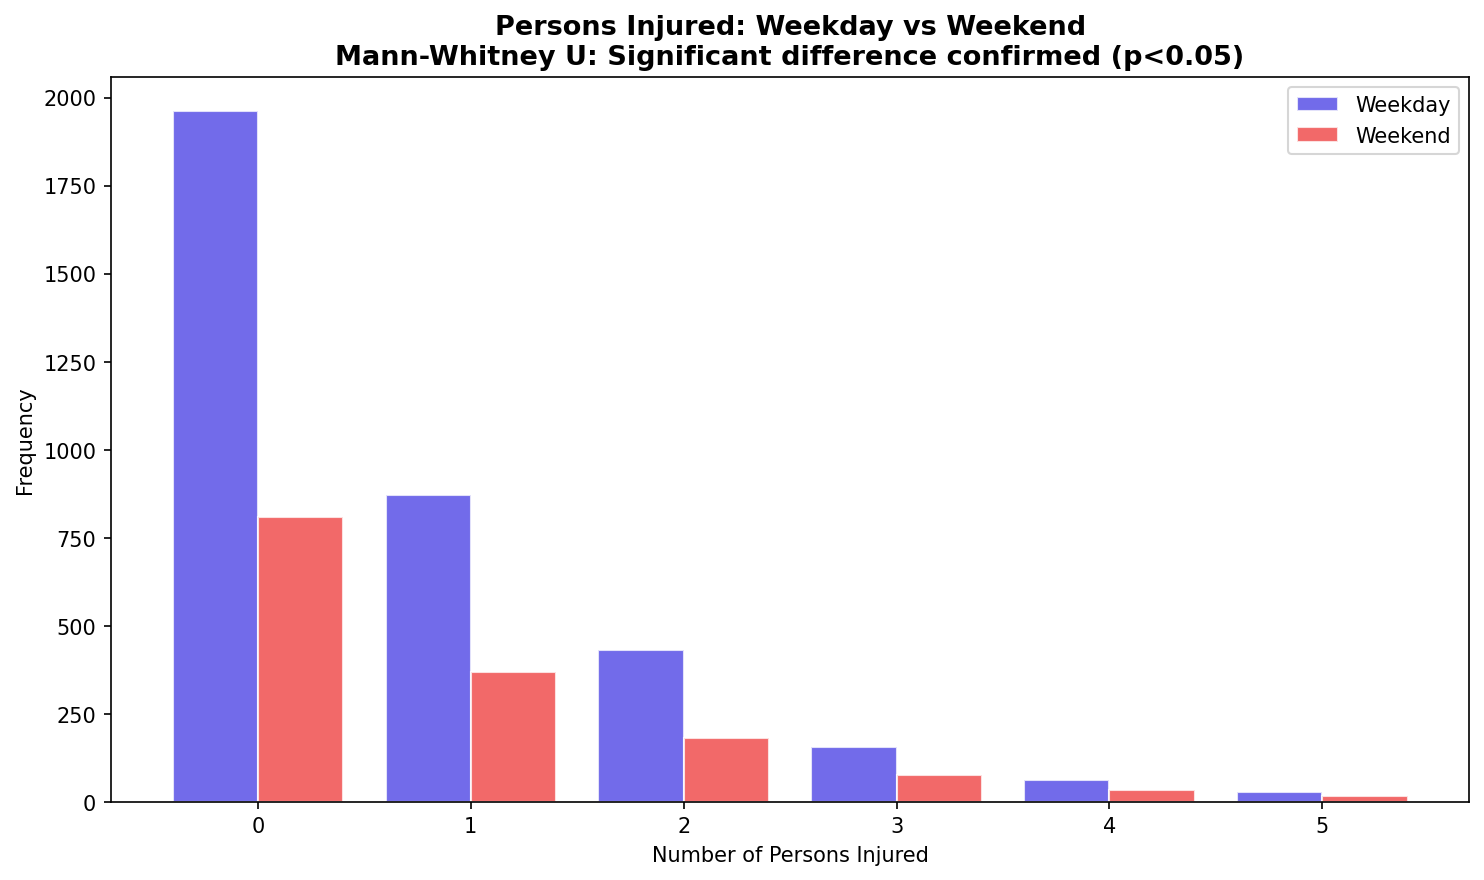 Persons Injured: Weekday vs Weekend
Mann-Whitney U: Significant difference confirmed (p<0.05)
Weekday
Weekend
2000
1750
1500
1250
1000
750
500
250
0
Frequency
0 1 2 3 4 5
Number of Persons Injured